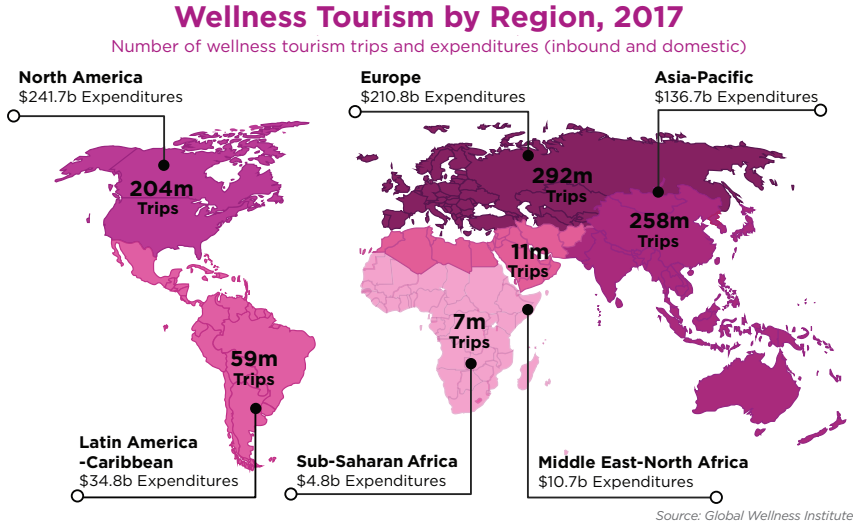 Wellness Tourism by Region, 2017
Number of wellness tourism trips and expenditures (inbound and domestic)
North America
$241.7b Expenditures
Europe
$210.8b Expenditures
Asia-Pacific
$136.7b Expenditures
204m
Trips
292m
Trips
258m
Trips
11m
Trips
7m
Trips
59m
Trips
Latin America
-Caribbean
$34.8b Expenditures
Sub-Saharan Africa
$4.8b Expenditures
Middle East-North Africa
$10.7b Expenditures
Source: Global Wellness Institute